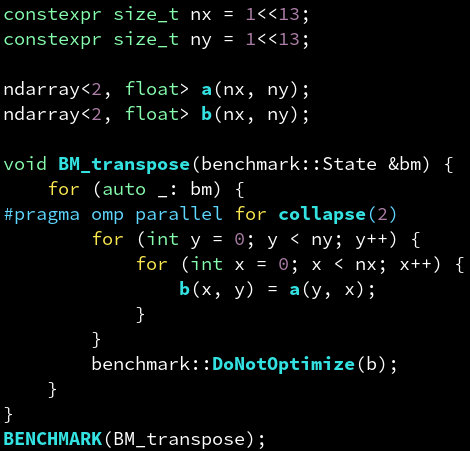 constexpr size_t nx = 1<<13;
constexpr size_t ny = 1<<13;

ndarray<2, float> a(nx, ny);
ndarray<2, float> b(nx, ny);

void BM_transpose(benchmark::State &bm) {
    for (auto _: bm) {
#pragma omp parallel for collapse(2)
        for (int y = 0; y < ny; y++) {
            for (int x = 0; x < nx; x++) {
                b(x, y) = a(y, x);
            }
        }
        benchmark::DoNotOptimize(b);
    }
}
BENCHMARK(BM_transpose);